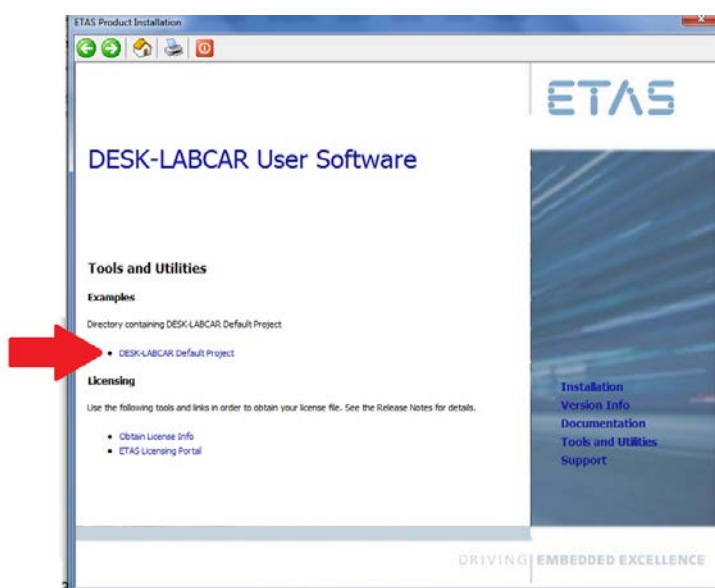 ETAS Product Installation
ETAS
DESK-LABCAR User Software
Tools and Utilities
Examples
Directory containing DESK-LABCAR Default Project
DESK-LABCAR Default Project
Licensing
Use the following tools and links in order to obtain your license file. See the Release Notes for details.
Obtain License Info
ETAS Licensing Portal
Installation
Version Info
Documentation
Tools and Utilities
Support
DRIVING EMBEDDED EXCELLENCE